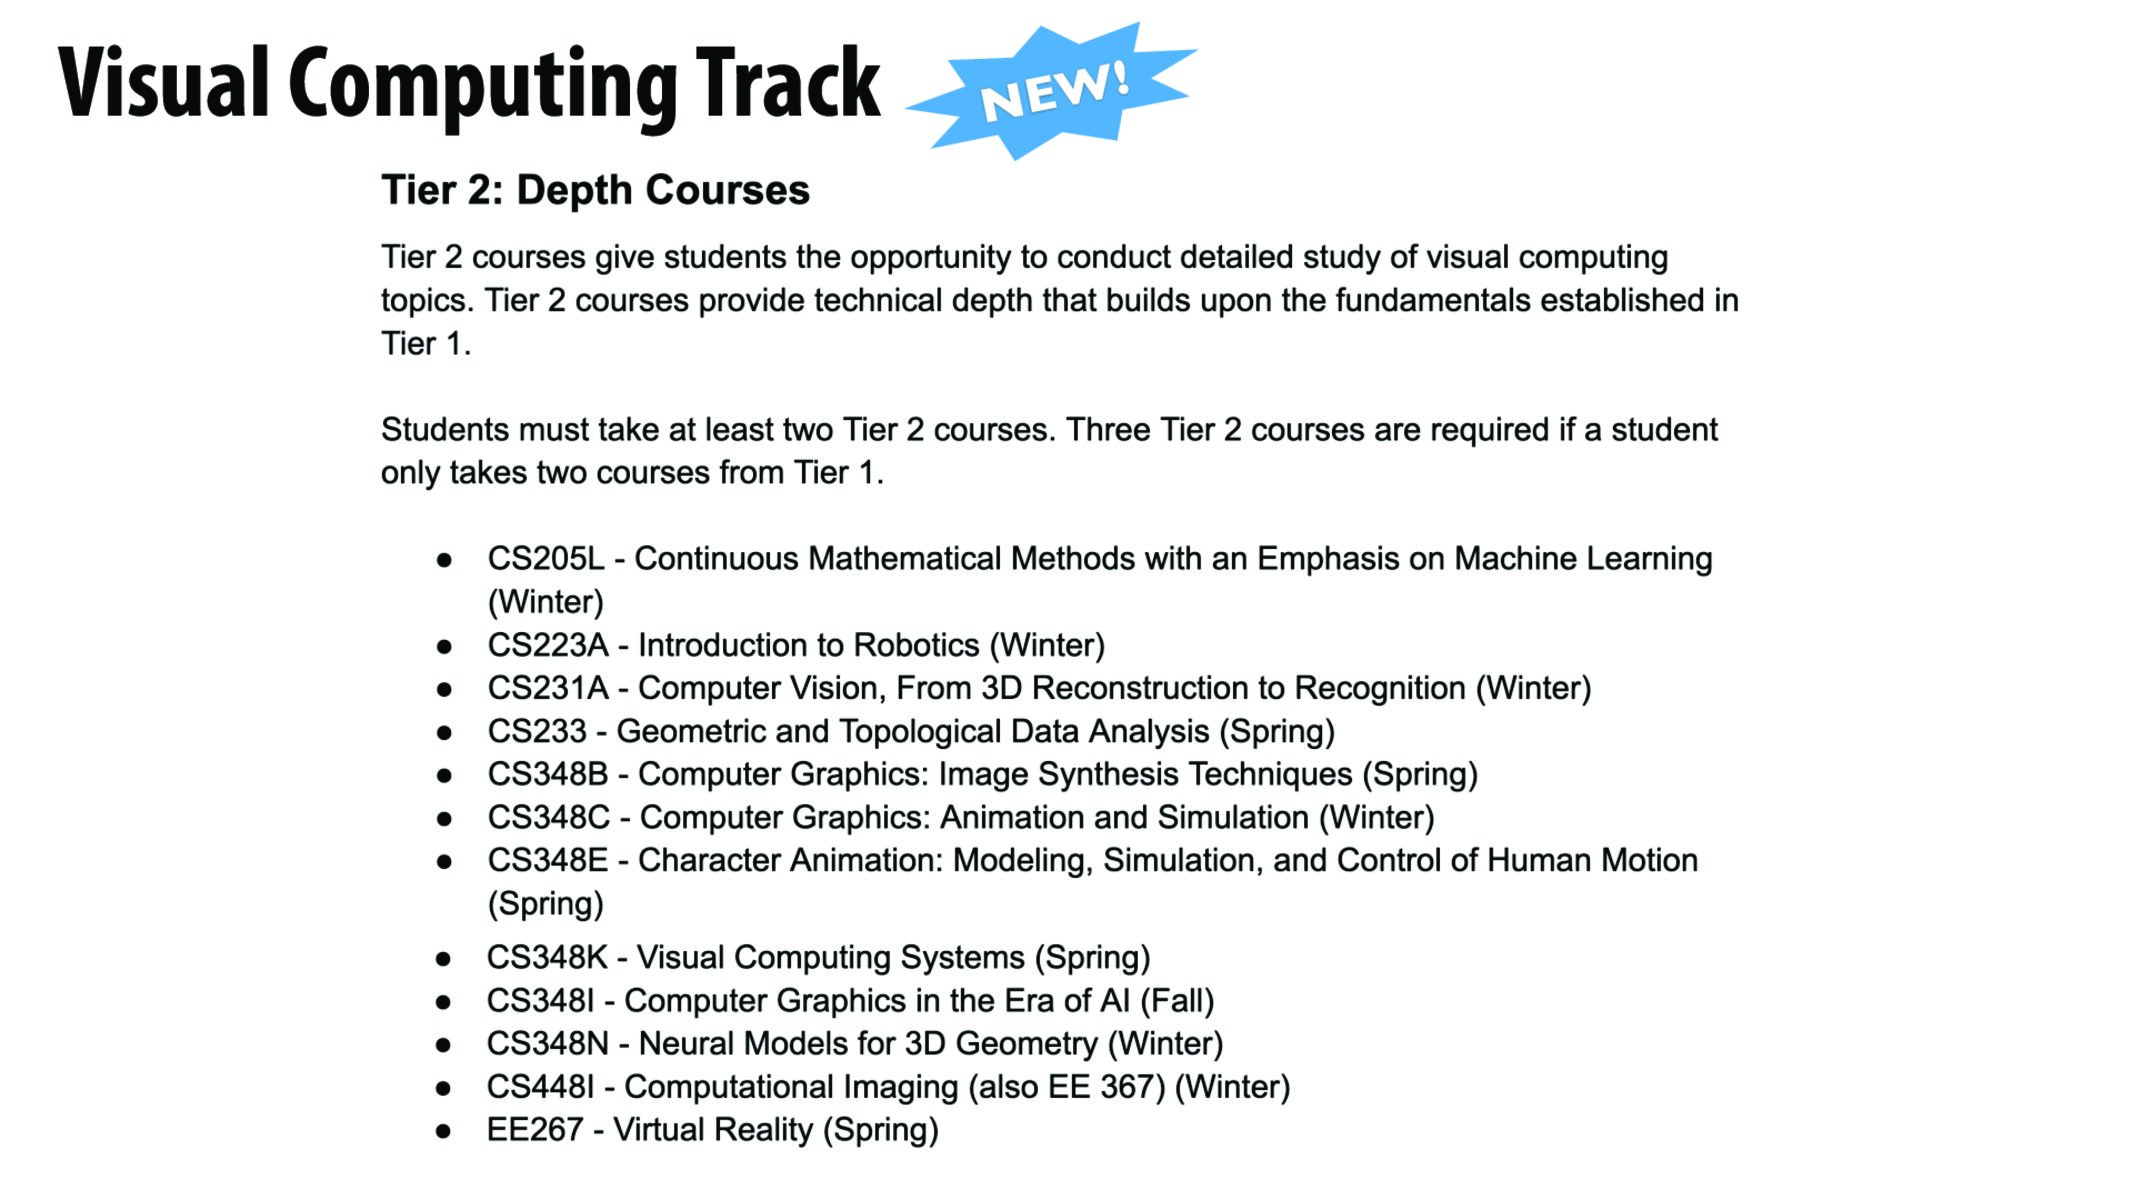 Visual Computing Track
NEW!
Tier 2: Depth Courses
Tier 2 courses give students the opportunity to conduct detailed study of visual computing
topics. Tier 2 courses provide technical depth that builds upon the fundamentals established in
Tier 1.
Students must take at least two Tier 2 courses. Three Tier 2 courses are required if a student
only takes two courses from Tier 1.
● CS205L - Continuous Mathematical Methods with an Emphasis on Machine Learning
(Winter)
● CS223A - Introduction to Robotics (Winter)
● CS231A - Computer Vision, From 3D Reconstruction to Recognition (Winter)
● CS233 - Geometric and Topological Data Analysis (Spring)
● CS348B - Computer Graphics: Image Synthesis Techniques (Spring)
● CS348C - Computer Graphics: Animation and Simulation (Winter)
● CS348E - Character Animation: Modeling, Simulation, and Control of Human Motion
(Spring)
● CS348K - Visual Computing Systems (Spring)
● CS348I - Computer Graphics in the Era of AI (Fall)
● CS348N - Neural Models for 3D Geometry (Winter)
● CS448I - Computational Imaging (also EE 367) (Winter)
● EE267 - Virtual Reality (Spring)